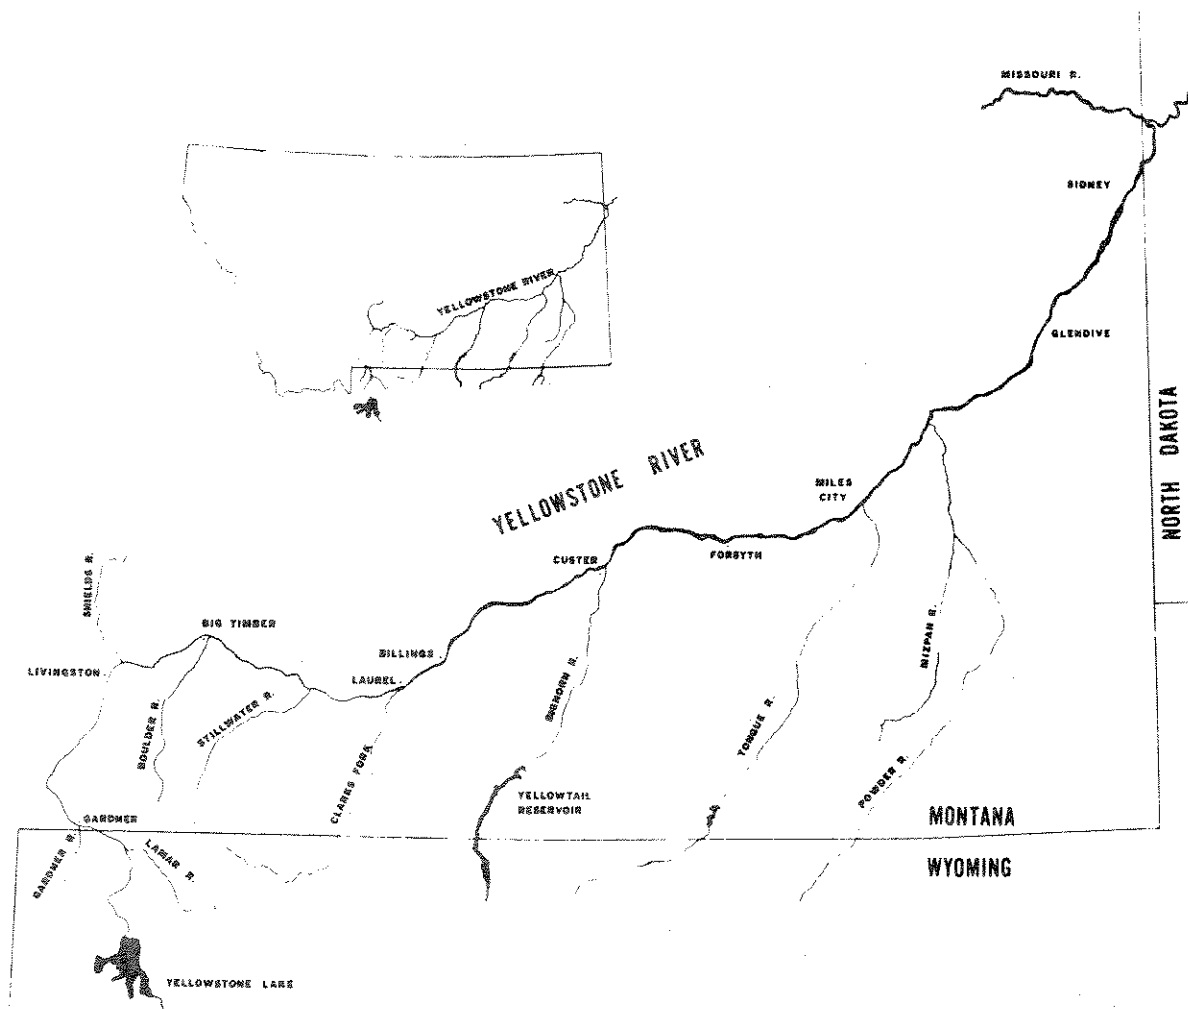 MISSOURI R.
SIDNEY
YELLOWSTONE RIVER
GLENDIVE
NORTH DAKOTA
YELLOWSTONE RIVER
MILES
CITY
FORSYTH
CUSTER
SHIELDS R.
BIG TIMBER
MIZPAH R.
BILLINGS
LIVINGSTON
LAUREL
BIGHORN R.
STILLWATER R.
BOULDER R.
TONGUE R.
CLARKS FORK
POWDER R.
YELLOWTAIL
RESERVOIR
GARDNER
MONTANA
GARDNER R.
LAMAR R.
WYOMING
YELLOWSTONE LAKE